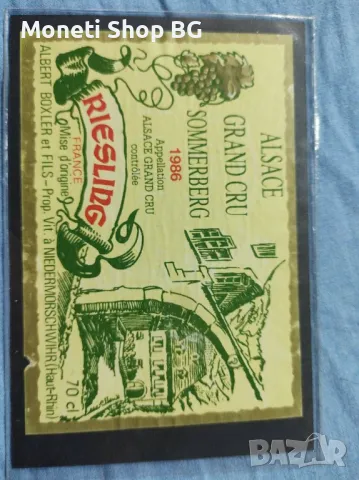 Moneti Shop BG
ALSACE
GRAND CRU
SOMMERBERG
1986
Appellation
ALSACE GRAND CRU
contrôlée
RIESLING
FRANCE
Mise d'origine
ALBERT BOXLER et FILS - Prop. Vit. à NIEDERMORSCHWIHR (Haut-Rhin)
70 cl
BAZAR